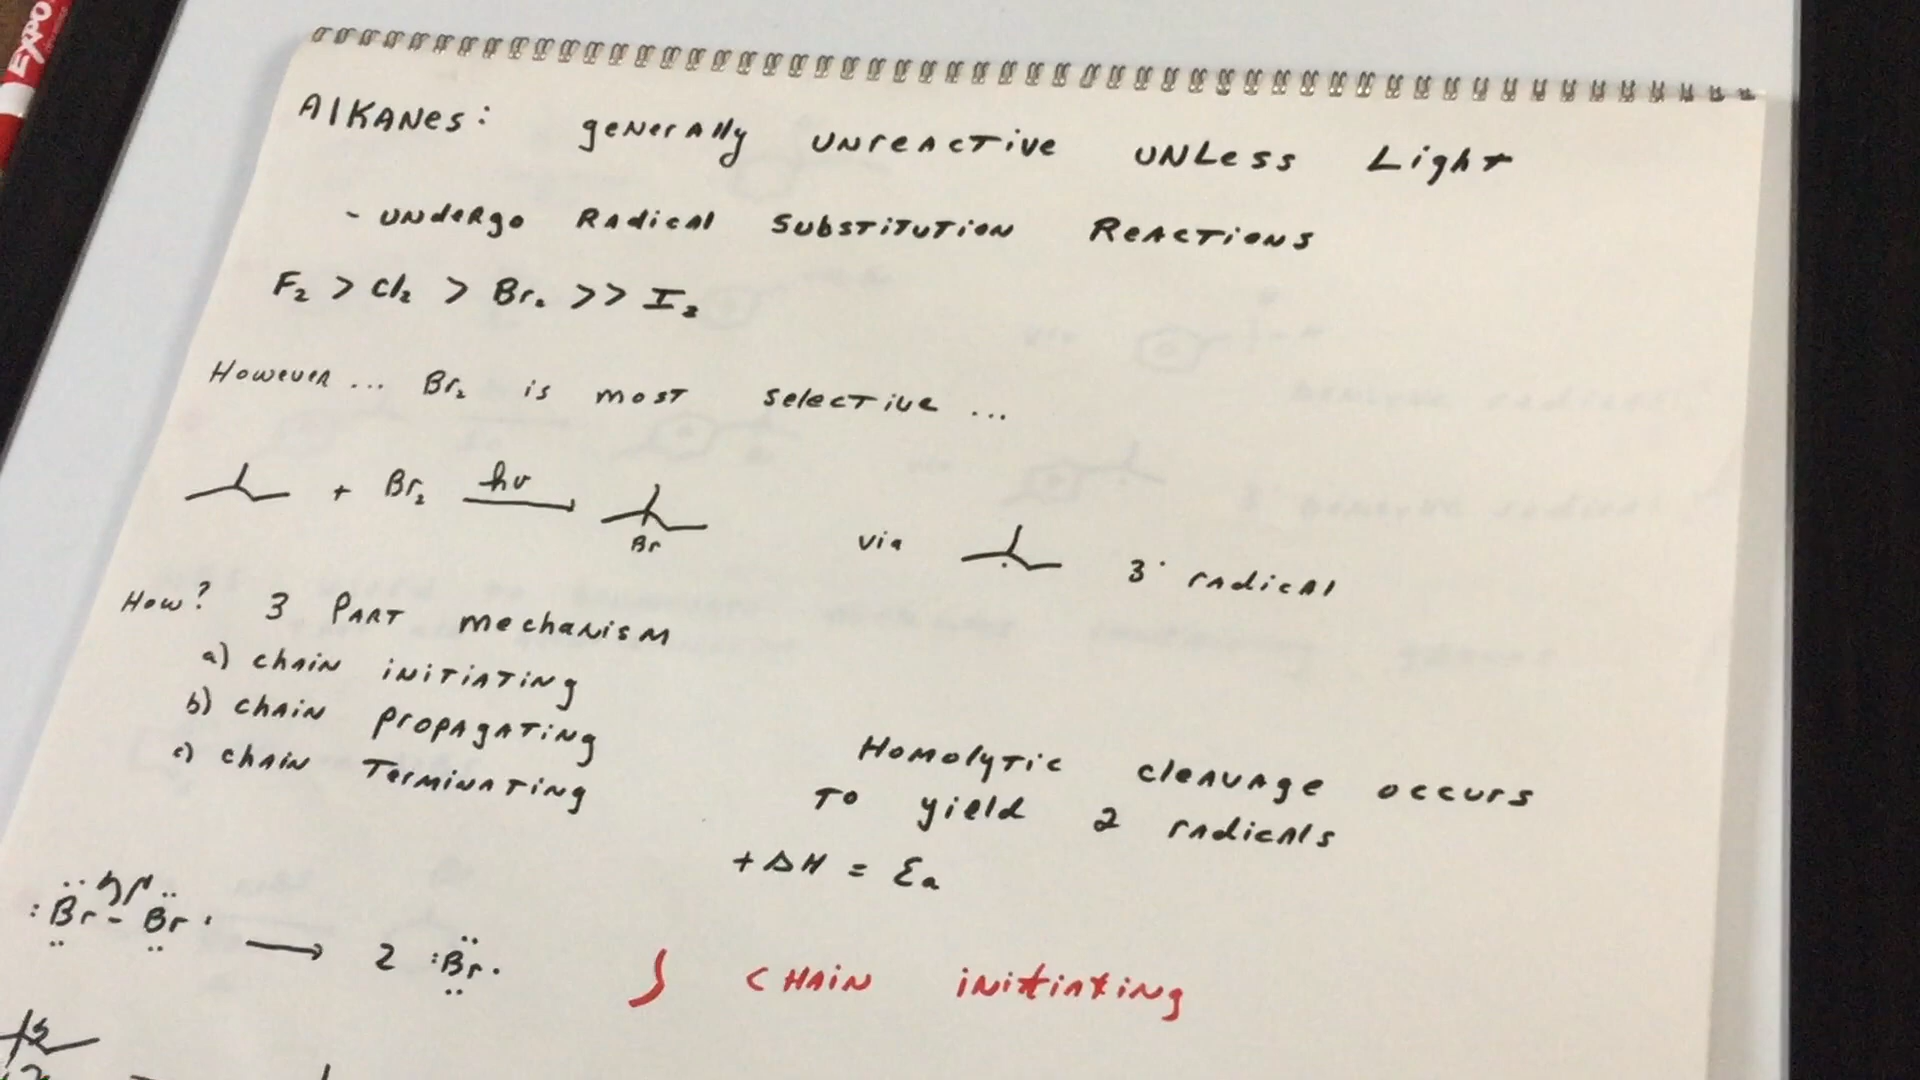 EXPO
Alkanes: generally unreactive unless Light
- undergo Radical Substitution Reactions
F₂ > Cl₂ > Br₂ >> I₂
However ... Br₂ is most selective ...
+ Br₂ hν
Br
via 3° radical
How? 3 Part mechanism
a) chain initiating
b) chain propagating
c) chain Terminating
Homolytic cleavage occurs
To yield 2 radicals
+ΔH = Ea
:Br - Br: → 2 :Br·
} Chain initiating